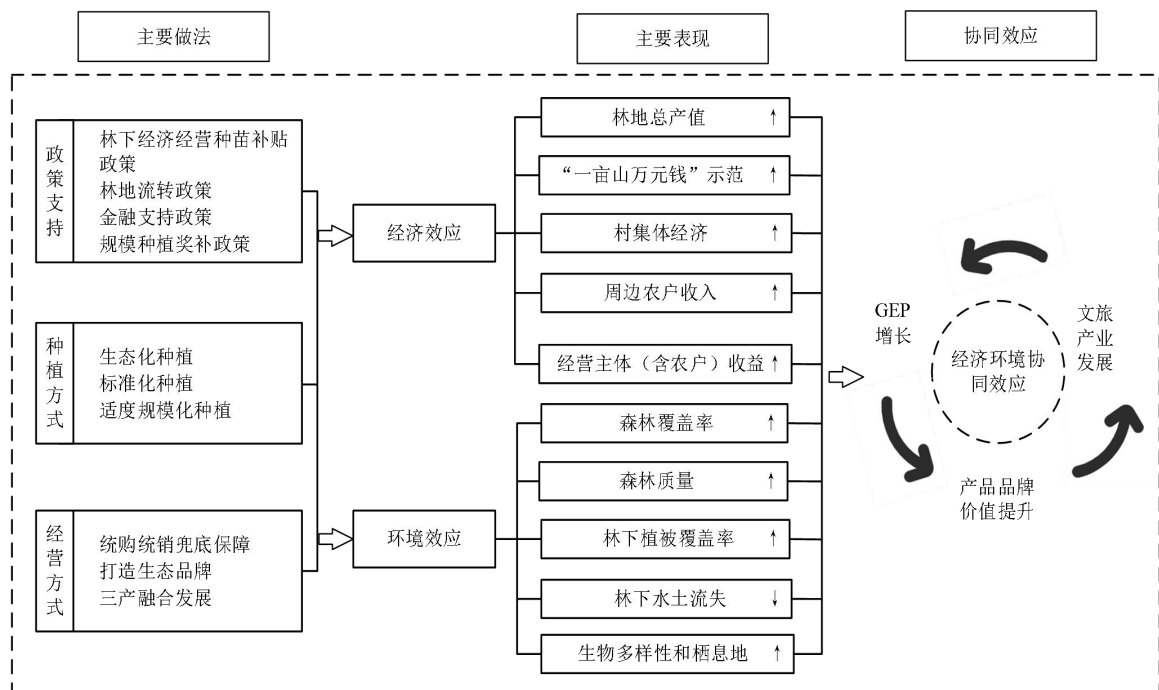 主要做法
主要表现
协同效应
政策支持
林下经济经营种苗补贴
政策
林地流转政策
金融支持政策
规模种植奖补政策
种植方式
生态化种植
标准化种植
适度规模化种植
经营方式
统购统销兜底保障
打造生态品牌
三产融合发展
经济效应
环境效应
林地总产值 ↑
“一亩山万元钱”示范 ↑
村集体经济 ↑
周边农户收入 ↑
经营主体（含农户）收益 ↑
森林覆盖率 ↑
森林质量 ↑
林下植被覆盖率 ↑
林下水土流失 ↓
生物多样性和栖息地 ↑
GEP
增长
经济环境协
同效应
文旅
产业
发展
产品品牌
价值提升